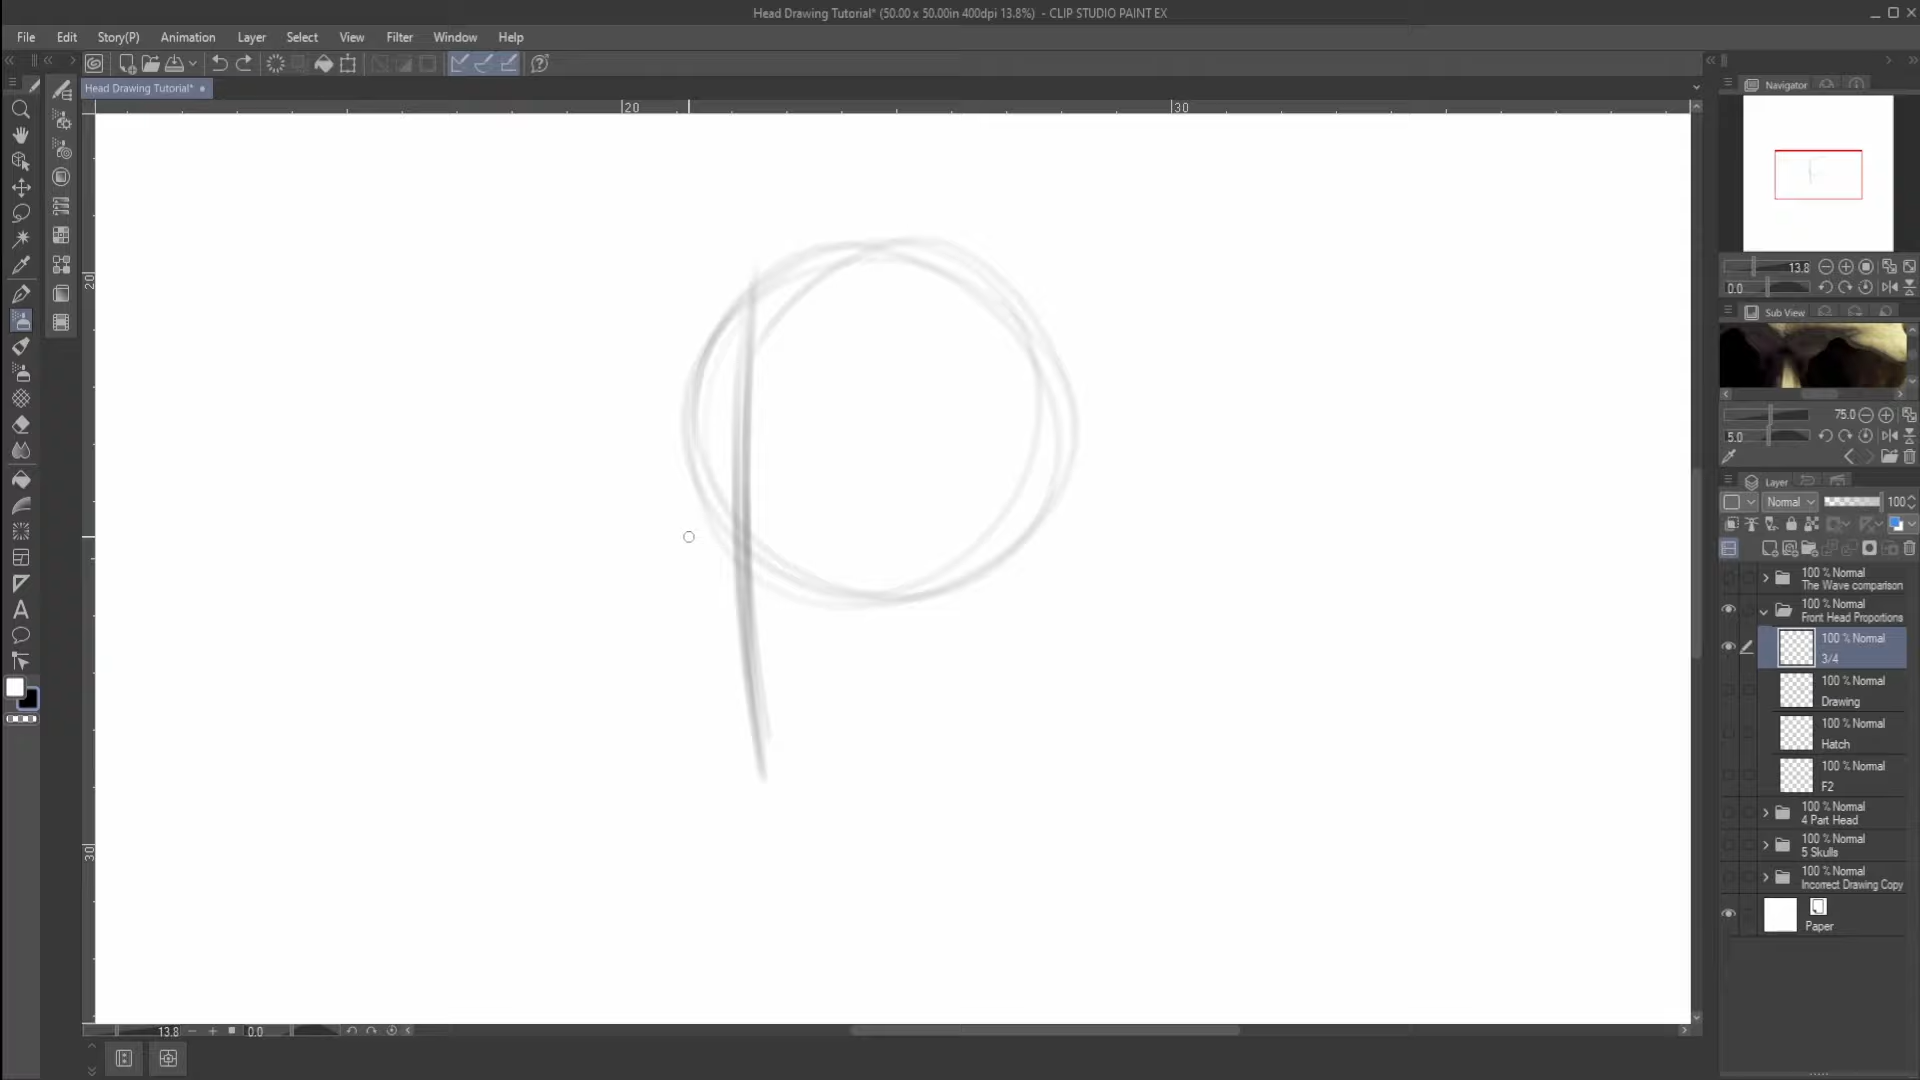 Head Drawing Tutorial* (50.00 x 50.00in 400dpi 13.8%) - CLIP STUDIO PAINT EX
File Edit Story(P) Animation Layer Select View Filter Window Help
Head Drawing Tutorial*
20 30
20
30
Navigator
13.8
0.0
Sub View
75.0
5.0
Layer
Normal 100
100 % Normal
The Wave comparison
100 % Normal
Front Head Propotions
100 % Normal
3/4
100 % Normal
Drawing
100 % Normal
Hatch
100 % Normal
F2
100 % Normal
4 Part Head
100 % Normal
5 Skulls
100 % Normal
Incorrect Drawing Copy
Paper
13.8 0.0